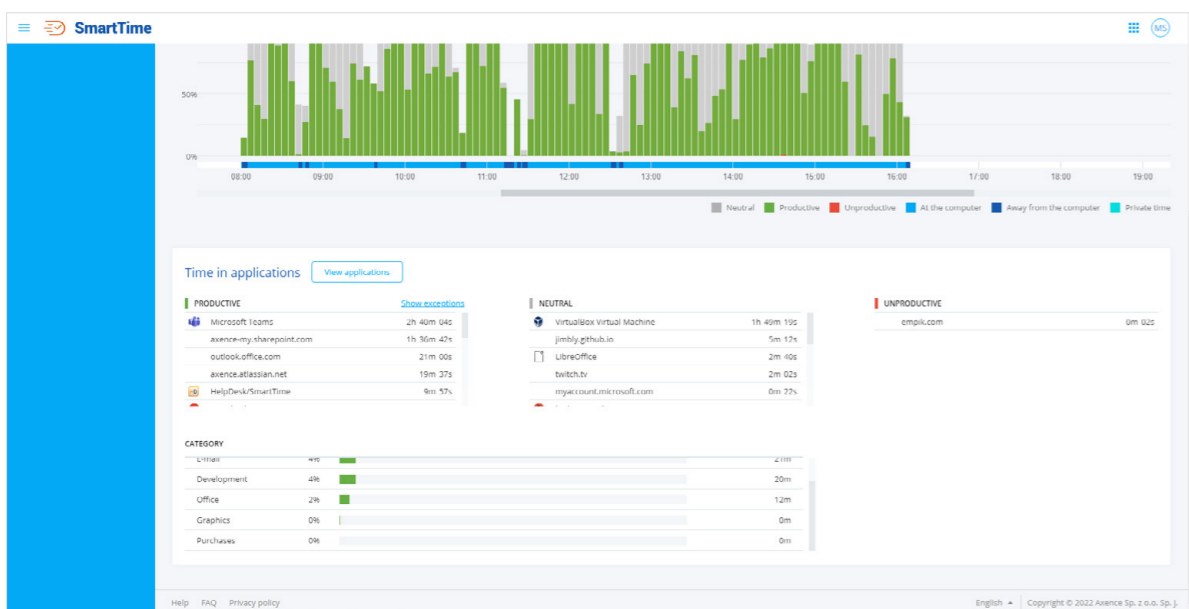 SmartTime
MS
50%
0%
08:00 09:00 10:00 11:00 12:00 13:00 14:00 15:00 16:00 17:00 18:00 19:00
Neutral Productive Unproductive At the computer Away from the computer Private time
Time in applications View applications
PRODUCTIVE Show exceptions
Microsoft Teams 2h 40m 04s
axence-my.sharepoint.com 1h 36m 42s
outlook.office.com 21m 00s
axence.atlassian.net 19m 37s
HelpDesk/SmartTime 9m 57s
NEUTRAL
VirtualBox Virtual Machine 1h 49m 19s
jimbly.github.io 5m 12s
LibreOffice 2m 40s
twitch.tv 2m 02s
myaccount.microsoft.com 0m 22s
UNPRODUCTIVE
empik.com 0m 02s
CATEGORY
E-mail 4% 21m
Development 4% 20m
Office 2% 12m
Graphics 0% 0m
Purchases 0% 0m
Help FAQ Privacy policy English Copyright © 2022 Axence Sp. z o.o. Sp. j.